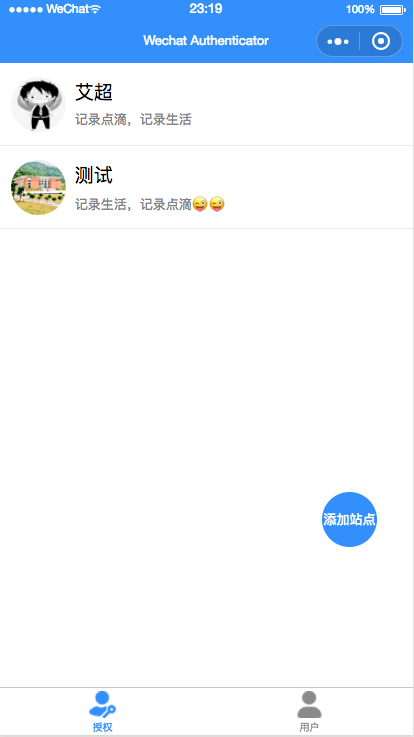 WeChat 23:19 100%
Wechat Authenticator
艾超
记录点滴，记录生活
测试
记录生活，记录点滴😜😜
添加站点
授权 用户